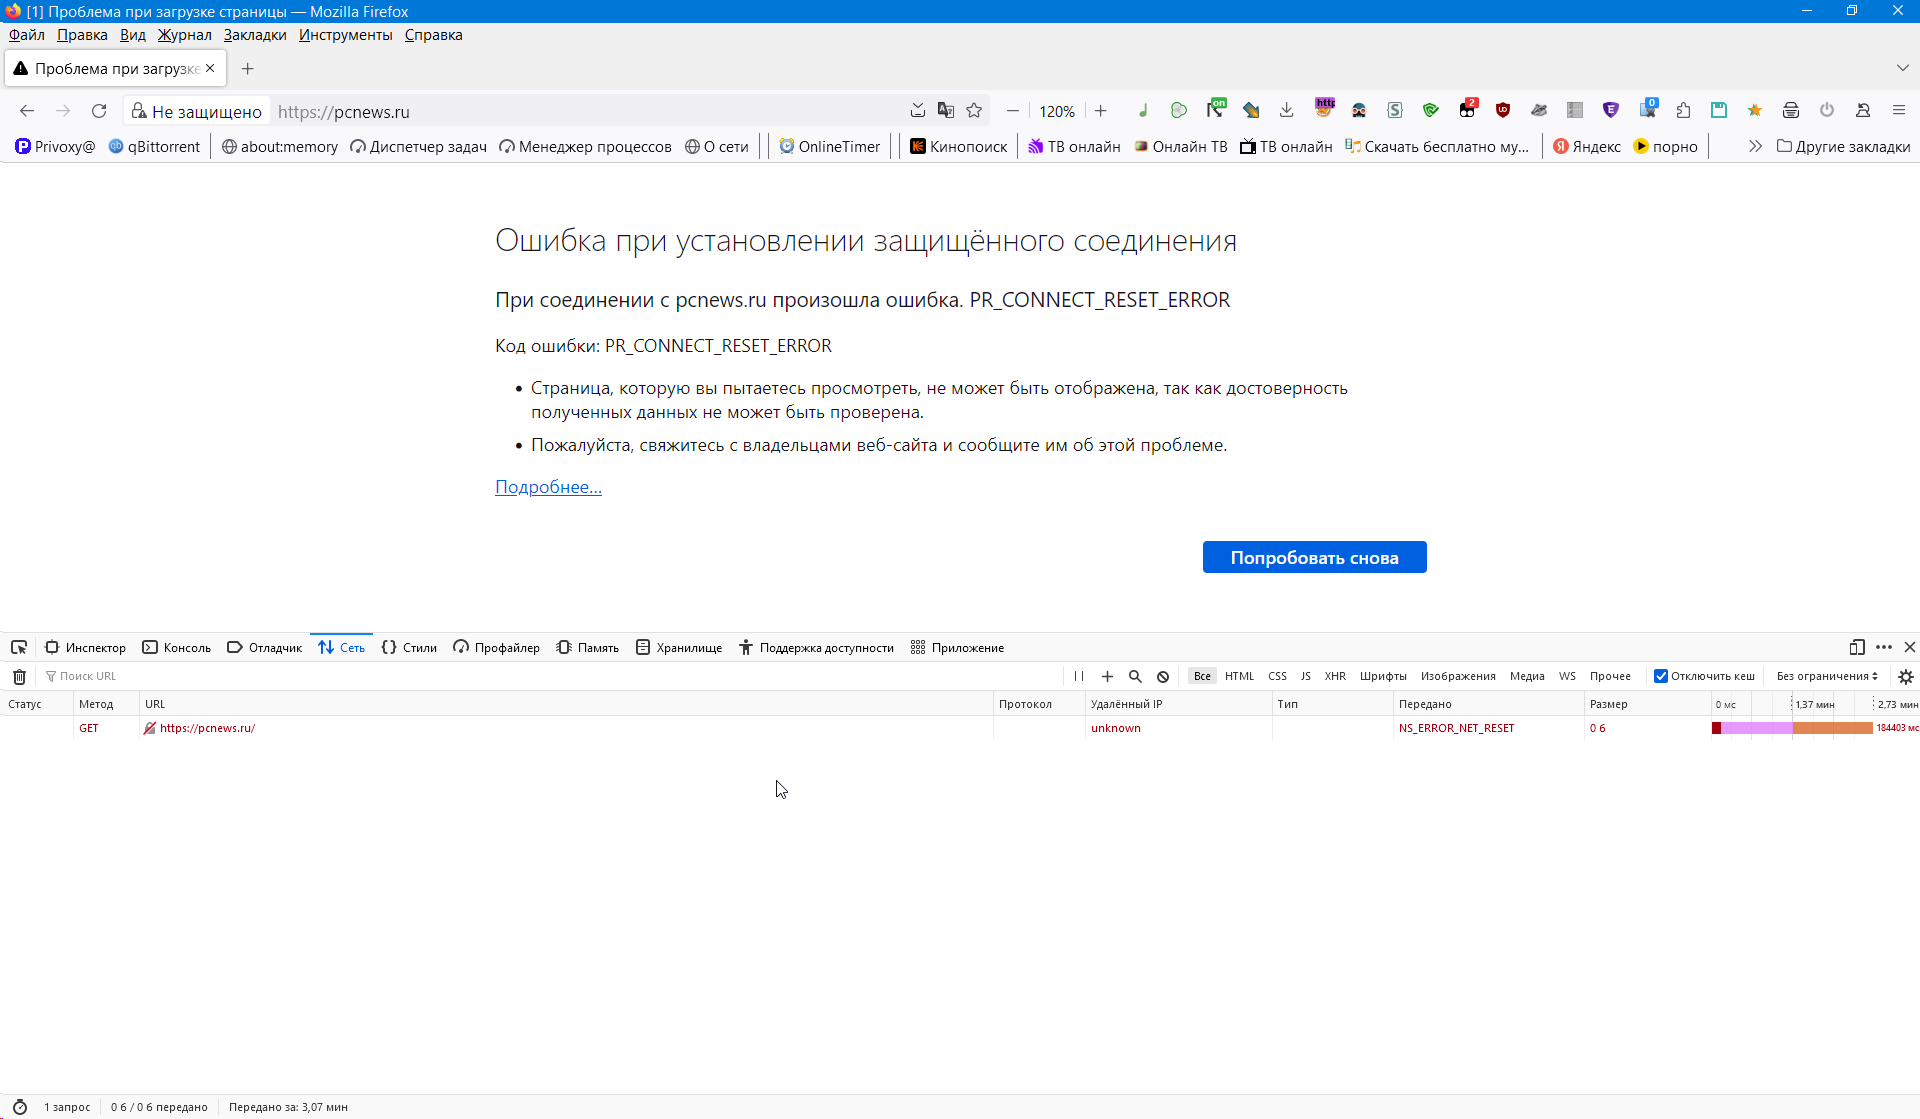 [1] Проблема при загрузке страницы — Mozilla Firefox
Файл Правка Вид Журнал Закладки Инструменты Справка
Проблема при загрузке
Не защищено https://pcnews.ru 120% on http 2 0
Privoxy@ qBittorrent about:memory Диспетчер задач Менеджер процессов О сети OnlineTimer Кинопоиск ТВ онлайн Онлайн ТВ ТВ онлайн Скачать бесплатно му... Яндекс порно Другие закладки
Ошибка при установлении защищённого соединения
При соединении с pcnews.ru произошла ошибка. PR_CONNECT_RESET_ERROR
Код ошибки: PR_CONNECT_RESET_ERROR
Страница, которую вы пытаетесь просмотреть, не может быть отображена, так как достоверность
полученных данных не может быть проверена.
Пожалуйста, свяжитесь с владельцами веб-сайта и сообщите им об этой проблеме.
Подробнее...
Попробовать снова
Инспектор Консоль Отладчик Сеть Стили Профайлер Память Хранилище Поддержка доступности Приложение
Поиск URL Все HTML CSS JS XHR Шрифты Изображения Медиа WS Прочее Отключить кеш Без ограничения
Статус Метод URL Протокол Удалённый IP Тип Передано Размер 0 мс 1,37 мин 2,73 мин
GET https://pcnews.ru/ unknown NS_ERROR_NET_RESET 0 б 184403 мс
1 запрос 0 б / 0 б передано Передано за: 3,07 мин